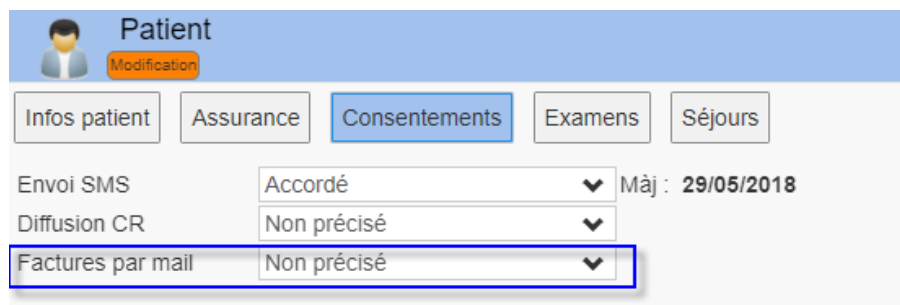 Patient
Modification
Infos patient Assurance Consentements Examens Séjours
Envoi SMS Accordé Màj : 29/05/2018
Diffusion CR Non précisé
Factures par mail Non précisé